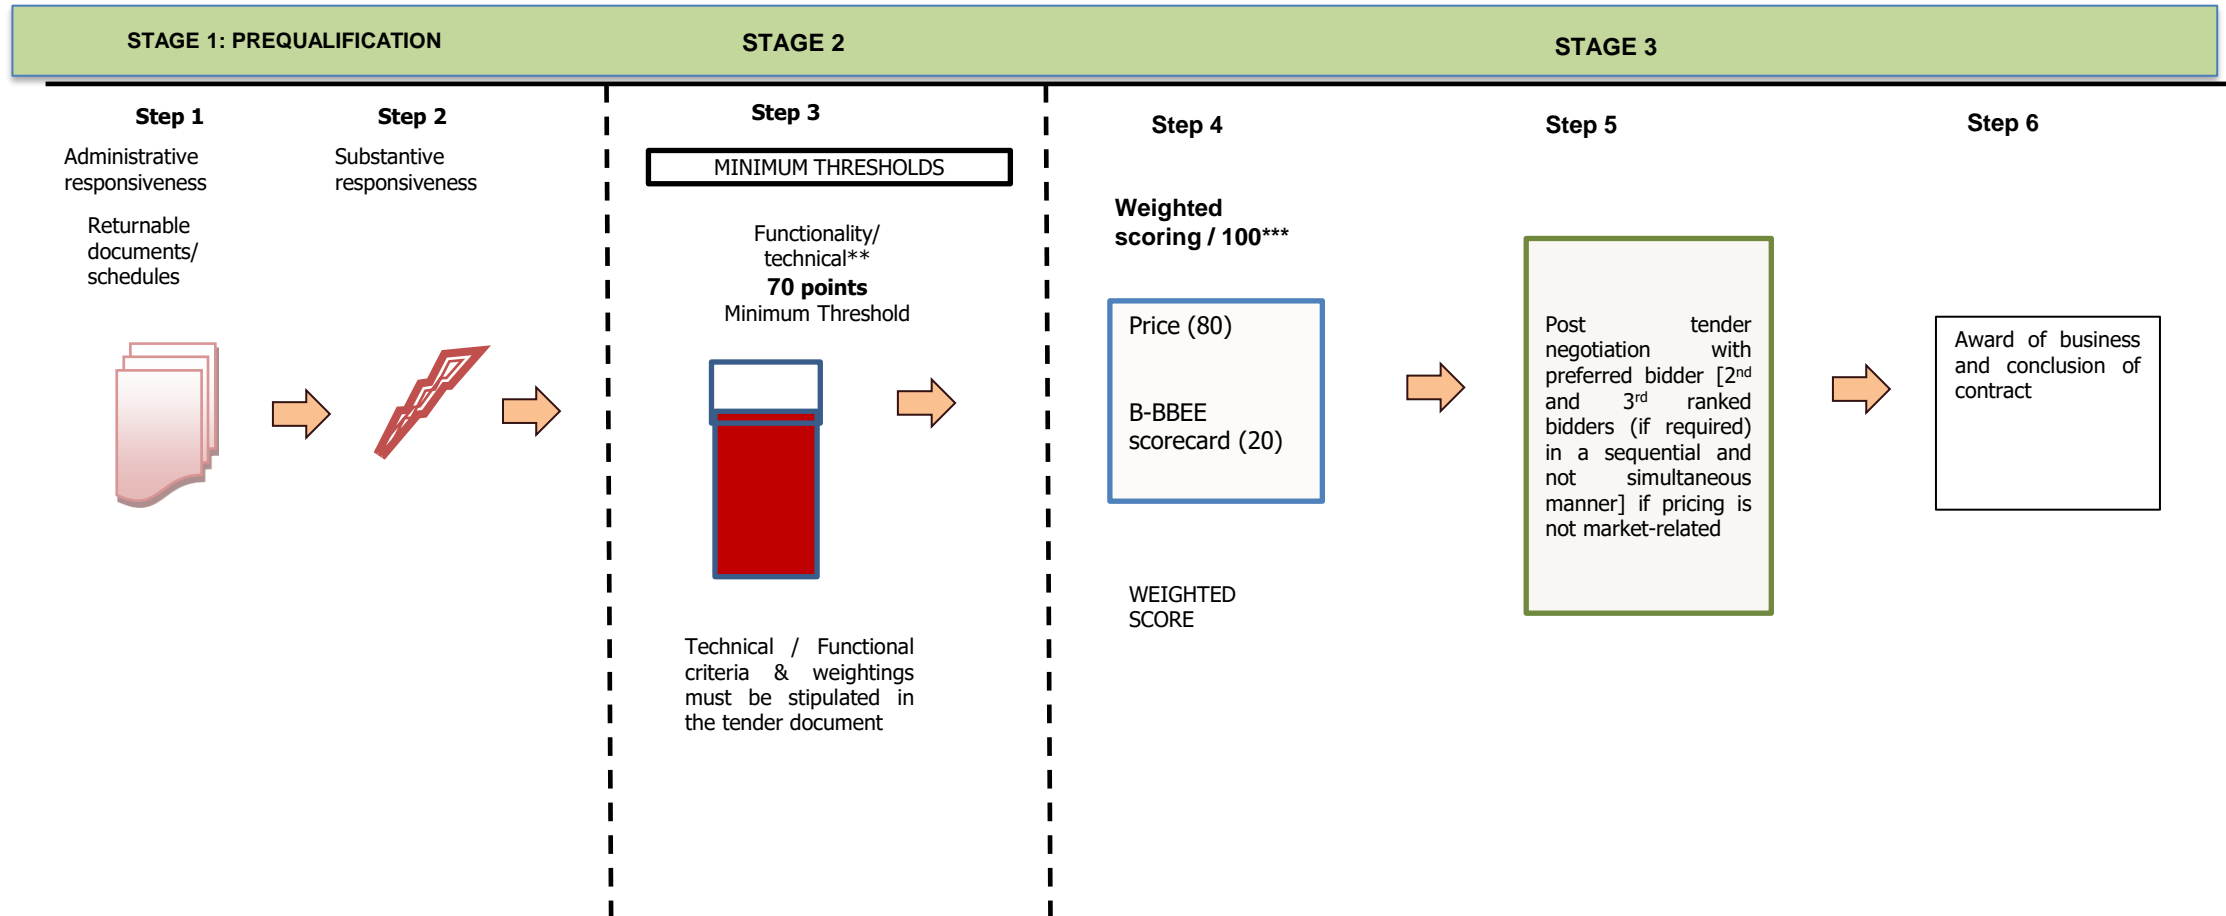 STAGE 1: PREQUALIFICATION
STAGE 2
STAGE 3
Step 1
Administrative
responsiveness
Returnable
documents/
schedules
Step 2
Substantive
responsiveness
Step 3
MINIMUM THRESHOLDS
Functionality/
technical**
70 points
Minimum Threshold
Technical / Functional
criteria & weightings
must be stipulated in
the tender document
Step 4
Weighted
scoring / 100***
Price (80)
B-BBEE
scorecard (20)
WEIGHTED
SCORE
Step 5
Post tender
negotiation with
preferred bidder [2nd
and 3rd ranked
bidders (if required)
in a sequential and
not simultaneous
manner] if pricing is
not market-related
Step 6
Award of business
and conclusion of
contract